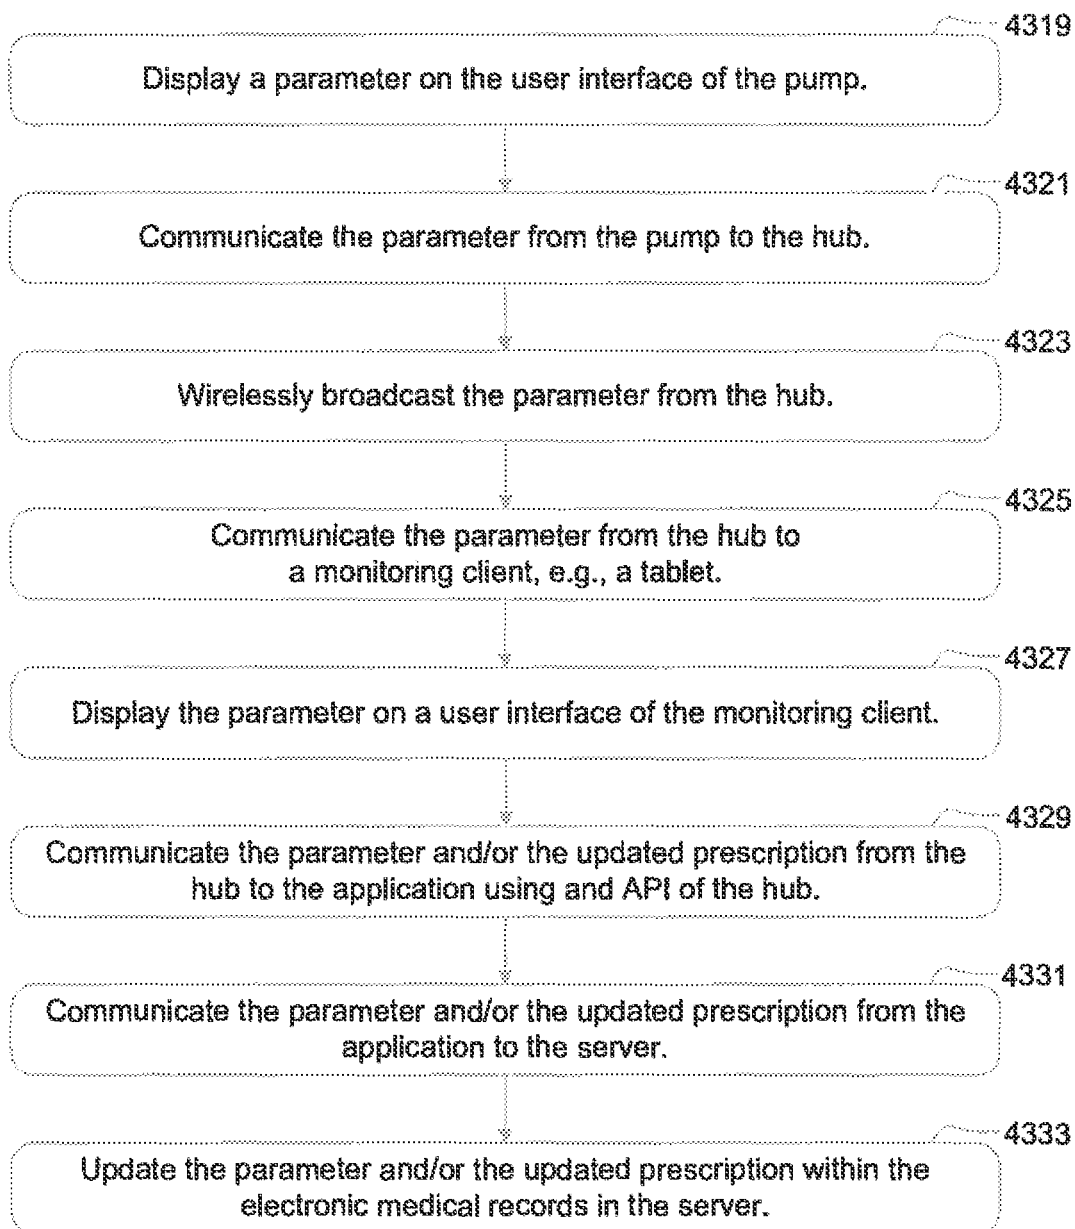 4319
Display a parameter on the user interface of the pump.
4321
Communicate the parameter from the pump to the hub.
4323
Wirelessly broadcast the parameter from the hub.
4325
Communicate the parameter from the hub to
a monitoring client, e.g., a tablet.
4327
Display the parameter on a user interface of the monitoring client.
4329
Communicate the parameter and/or the updated prescription from the
hub to the application using and API of the hub.
4331
Communicate the parameter and/or the updated prescription from the
application to the server.
4333
Update the parameter and/or the updated prescription within the
electronic medical records in the server.